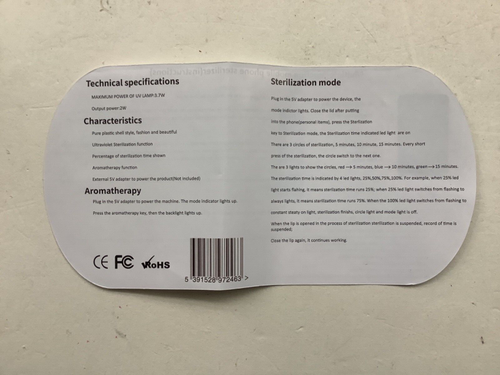 Technical specifications
MAXIMUM POWER OF UV LAMP:0.7W
Output power:2W
Characteristics
Pure plastic shell style, fashion and beautiful
Ultraviolet Sterilization function
Percentage of sterilization time shown
Aromatherapy function
External 5V adapter to power the product(Not included)
Aromatherapy
Plug in the 5V adapter to power the machine. The mode indicator lights up.
Press the aromatherapy key, then the backlight lights up.
CE FC RoHS
5 391528 972463 >
Sterilization mode
Plug in the 5V adapter to power the device, the
mode indictor lights. Close the lid after putting
into the phone(personal items), press the Sterilization
key to Sterilization mode, the Sterilization time indicated led light are on
There are 3 circles of sterilization, 5 minutes, 10 minute, 15 minutes. Every short
press of the sterilization; the circle switch to the next one.
The are 3 lights to show the circles, red → 5 minutes, blue → 10 minutes, green → 15 minutes.
The sterilization time is indicated by 4 led lights, 25%,50%,75%,100%. For example, when 25% led
light starts flahing, it means sterilization time runs 15%; when 25% led light switches from flashing to
always lights, it means sterilization time runs 75%. When the 100% led light switches from flashing to
constant steady on light, sterilization finishs, circle light and mode light is off.
When the lip is opened in the process of sterilization sterilization is suspended, record of time is
suspended;
Close the lip again, it continues working.